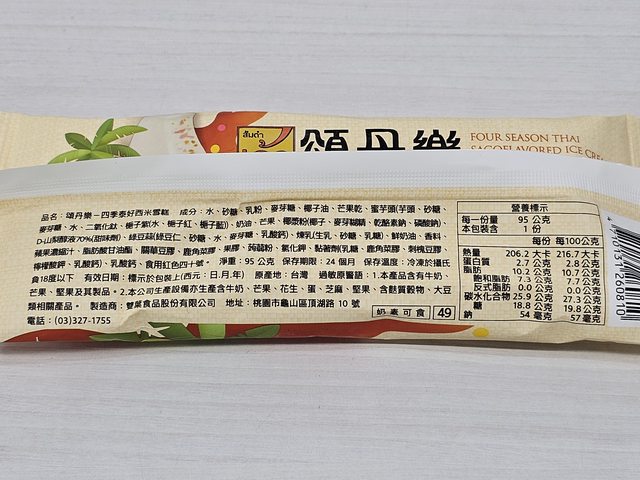 ส้มตำ
頌丹樂
FOUR SEASON THAI
SAGOFLAVORED ICE CREAM
品名：頌丹樂－四季泰好西米雪糕 成分：水、砂糖、乳粉、麥芽糖、椰子油、芒果乾、蜜芋頭(芋頭、砂糖、
麥芽糖、水、二氧化鈦、梔子紫(水、梔子紅、梔子藍))、奶油、芒果、椰漿粉(椰子、麥芽糊精、乾酪素鈉、磷酸鈉)、
D-山梨醇液70%(甜味劑)、綠豆蒜(綠豆仁、砂糖、水、麥芽糖、乳酸鈣)、煉乳(生乳、砂糖、乳糖)、鮮奶油、香料、
蘋果濃縮汁、脂肪酸甘油酯、關華豆膠、鹿角菜膠、果膠、蒟蒻粉、氯化鉀、黏著劑(乳糖、鹿角菜膠、刺槐豆膠、
檸檬酸鉀、乳酸鈣)、乳酸鈣、食用紅色四十號。 淨重：95 公克 保存期限：24 個月 保存溫度：冷凍於攝氏
負18度以下 有效日期：標示於包裝上(西元：日.月.年) 原產地：台灣 過敏原警語：1.本產品含有牛奶、
芒果、堅果及其製品。2.本公司生產設備亦生產含牛奶、芒果、花生、蛋、芝麻、堅果、含麩質穀物、大豆
類相關產品。 製造商：雙葉食品股份有限公司 地址：桃園市龜山區頂湖路 10 號
電話：(03)327-1755
奶素可食 49
營養標示
每一份量 95 公克
本包裝含 1 份
每份 每100公克
熱量 206.2 大卡 216.7 大卡
蛋白質 2.7 公克 2.8 公克
脂肪 10.2 公克 10.7 公克
飽和脂肪 7.3 公克 7.7 公克
反式脂肪 0.0 公克 0.0 公克
碳水化合物 25.9 公克 27.3 公克
糖 18.8 公克 19.8 公克
鈉 54 毫克 57 毫克